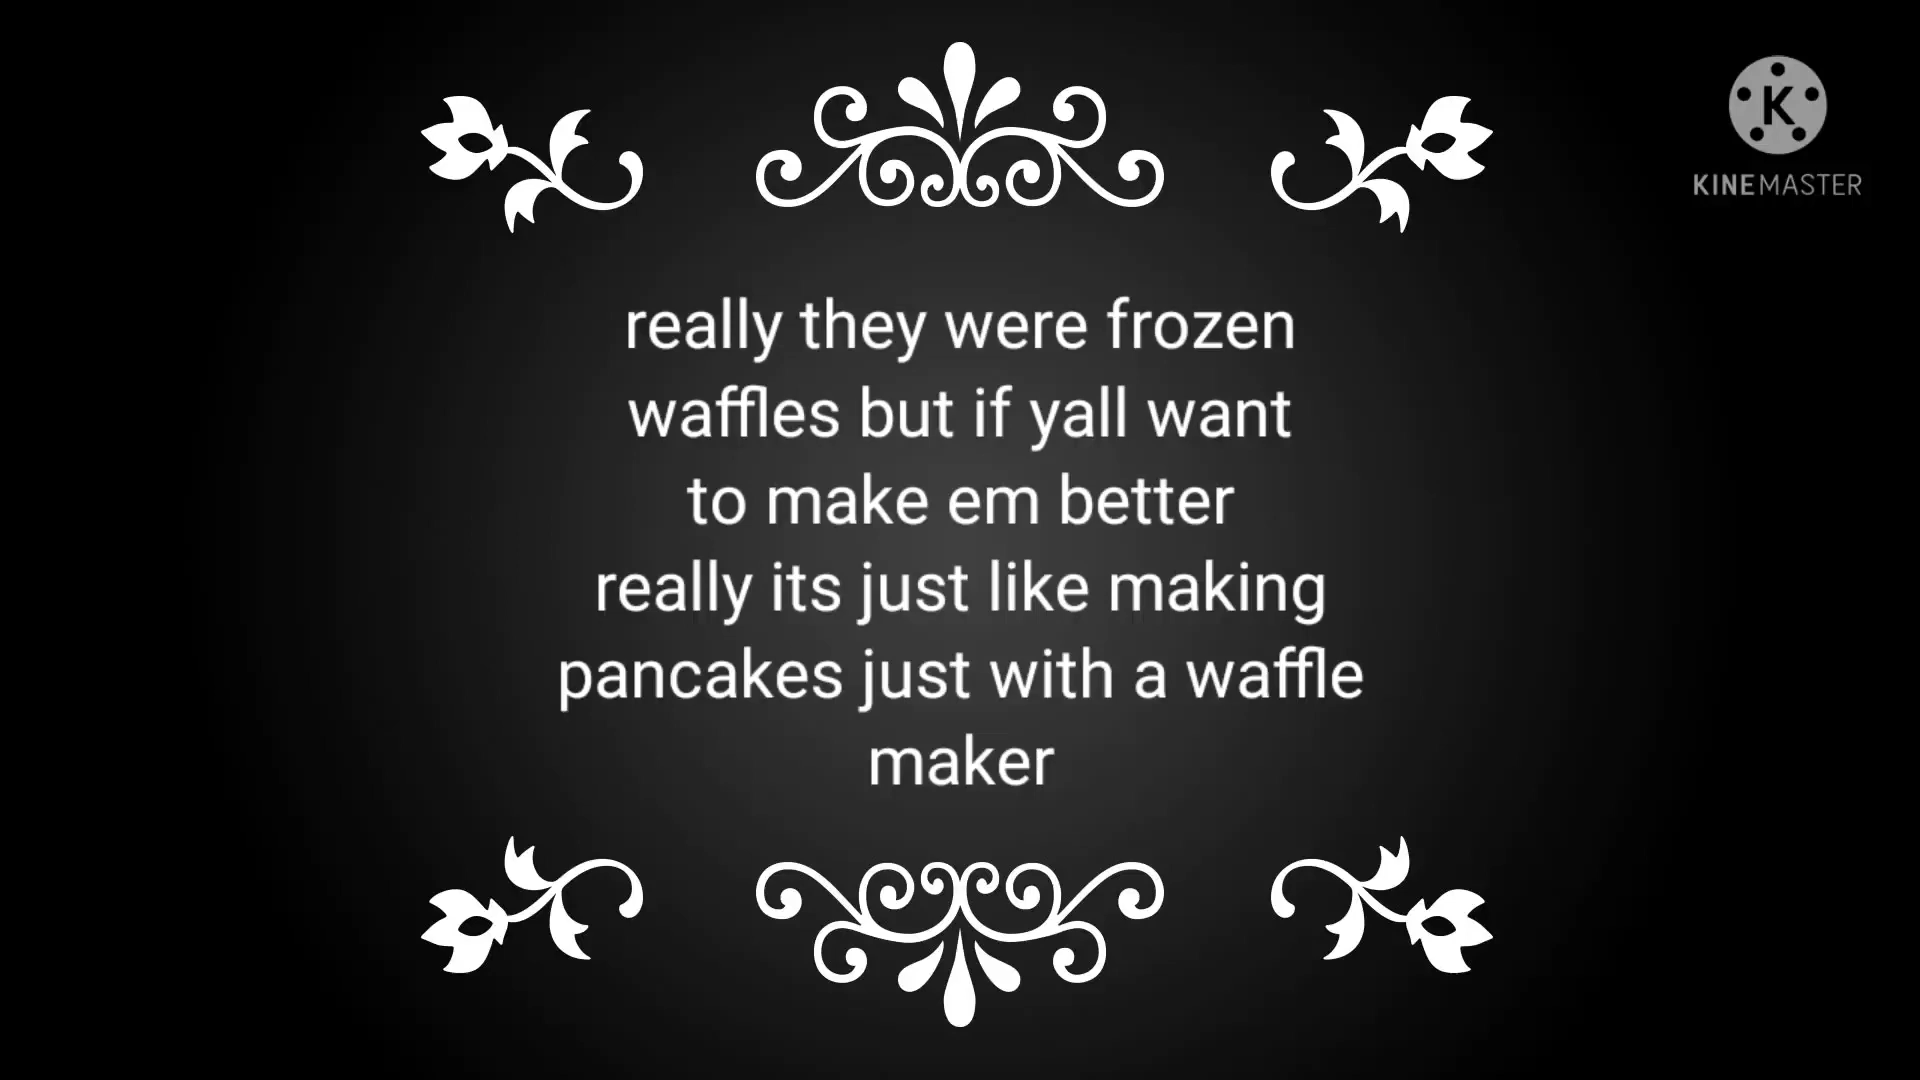 K
KINEMASTER
really they were frozen
waffles but if yall want
to make em better
really its just like making
pancakes just with a waffle
maker